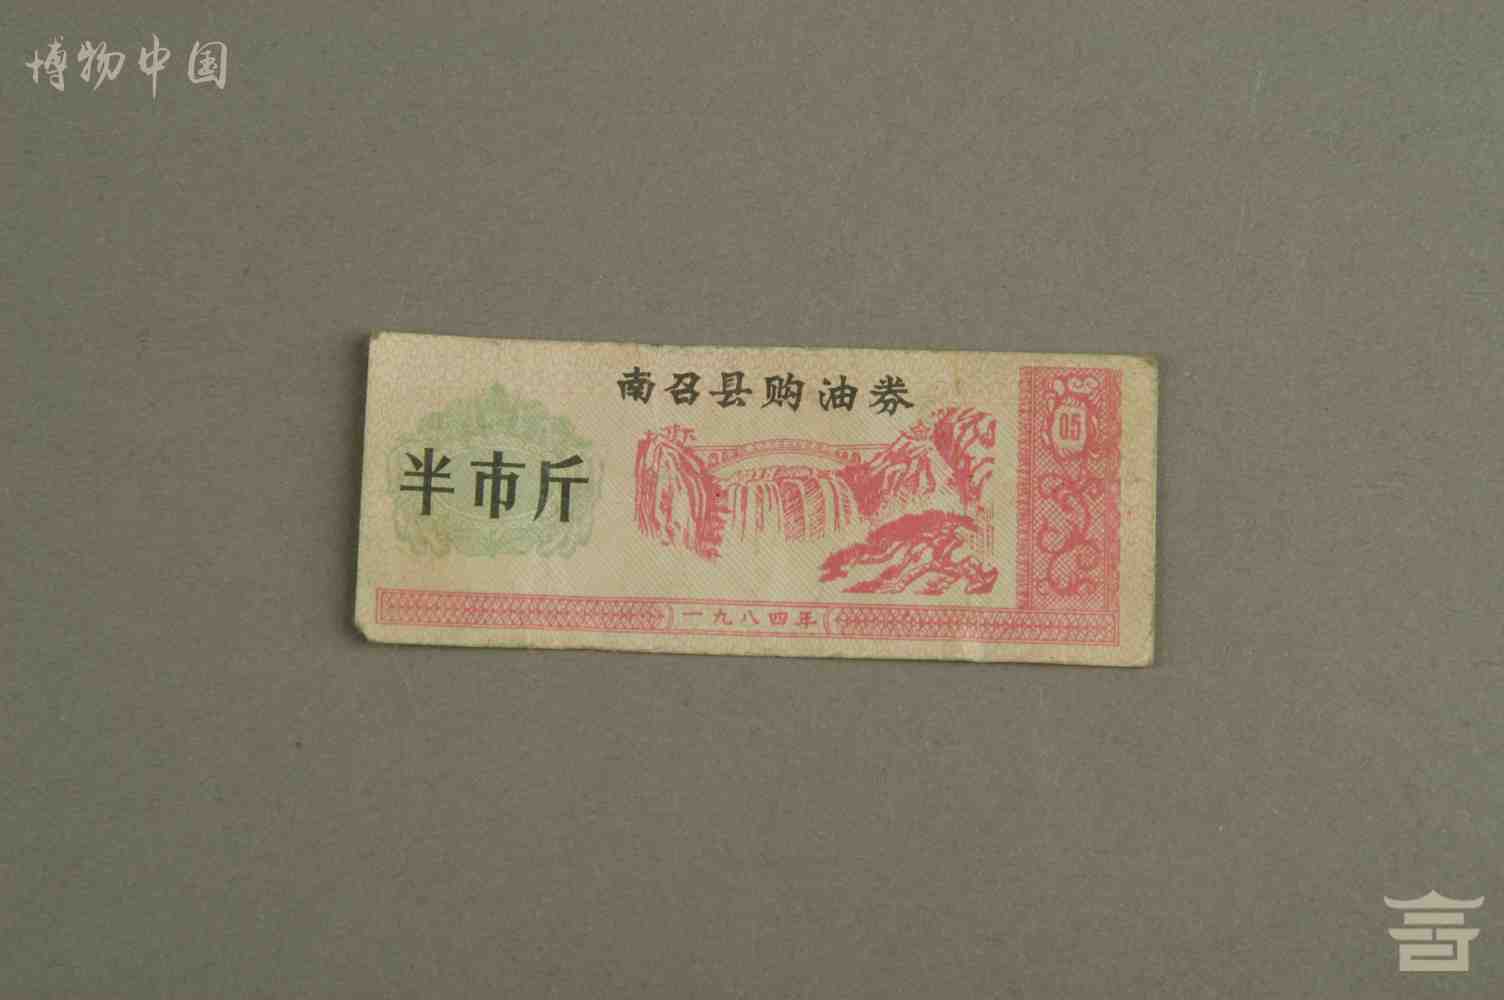 博物中国
南召县购油券
半市斤
05
一九八四年